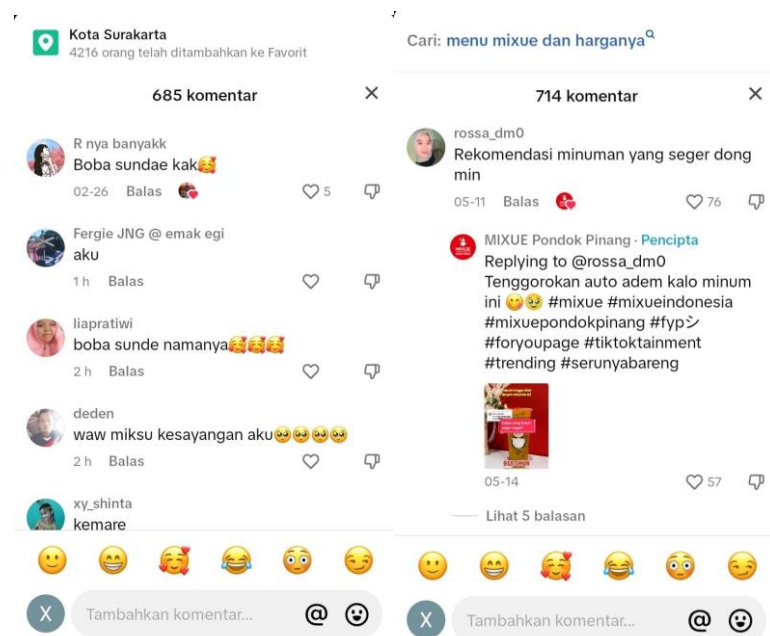 Kota Surakarta
4216 orang telah ditambahkan ke Favorit
685 komentar
R nya banyakk
Boba sundae kak🥰
02-26 Balas
5
Fergie JNG @ emak egi
aku
1 h Balas
liapratiwi
boba sunde namanya🥰🥰🥰
2 h Balas
deden
waw miksu kesayangan aku🥺🥺🥺🥺
2 h Balas
xy_shinta
kemare
X
Tambahkan komentar...
@
Cari: menu mixue dan harganya
714 komentar
rossa_dm0
Rekomendasi minuman yang seger dong
min
05-11 Balas
76
MIXUE Pondok Pinang · Pencipta
Replying to @rossa_dm0
Tenggorokan auto adem kalo minum
ini 😋🥹 #mixue #mixueindonesia
#mixuepondokpinang #fypシ
#foryoupage #tiktoktainment
#trending #serunyabareng
05-14
57
Lihat 5 balasan
X
Tambahkan komentar...
@